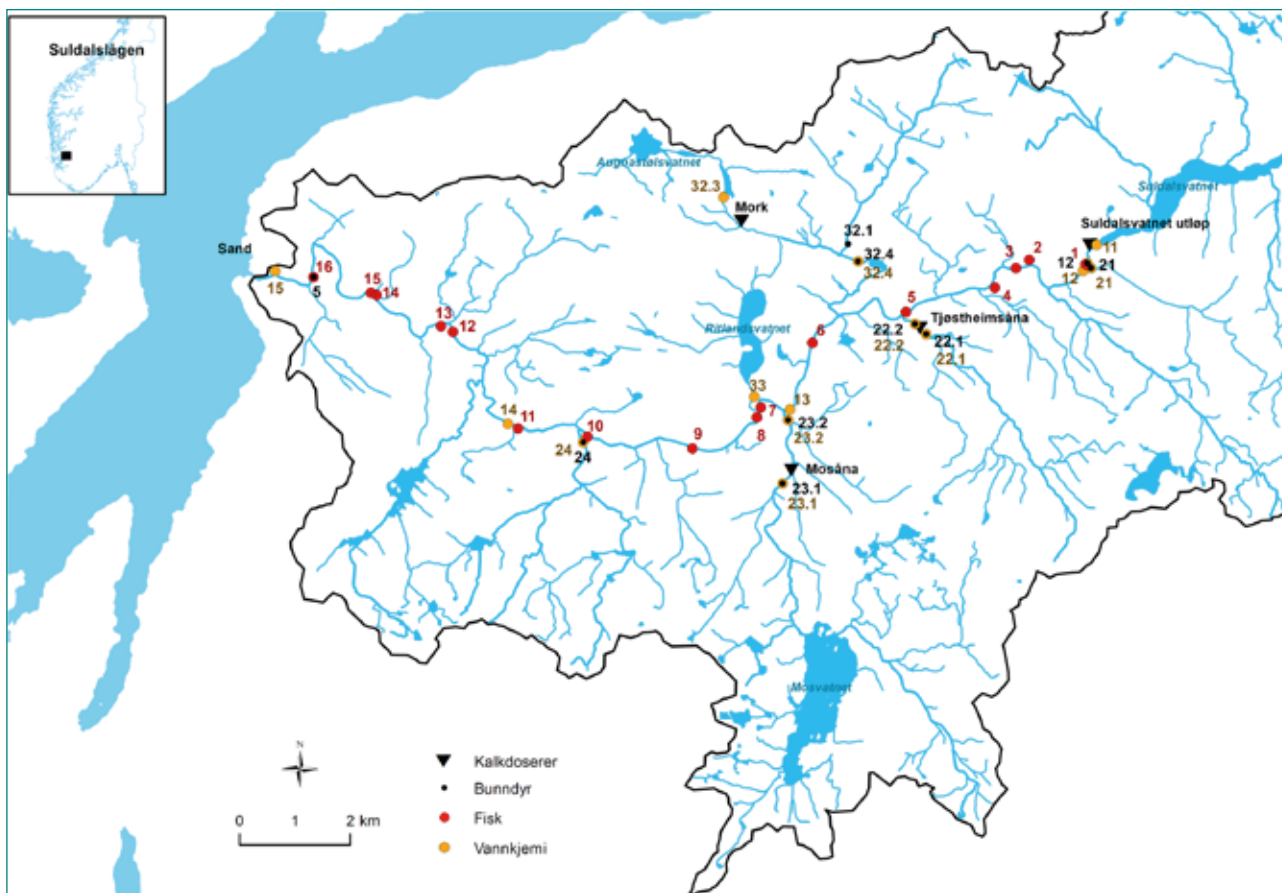 Suldalslågen
Augnastølsvatnet
32.3
Mork
Suldalsvatnet
Suldalsvatnet utløp
32.1
11
3
2
1
12
21
Sand
16
32.4
32.4
12
21
15
5
15
14
4
5
Tjøstheimsåna
13
12
Ritlandsvatnet
6
22.2
22.1
22.2
22.1
33
13
14
11
7
23.2
10
8
23.2
9
24
24
Mosåna
23.1
23.1
Mosvatnet
N
Kalkdoserer
Bunndyr
0 1 2 km
Fisk
Vannkjemi